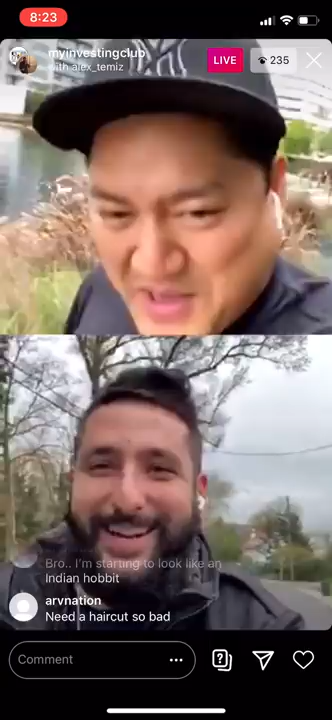 8:23
myinvestingclub
with alex_temiz
LIVE
235
NY
Bro.. I'm starting to look like an
Indian hobbit
arvnation
Need a haircut so bad
Comment